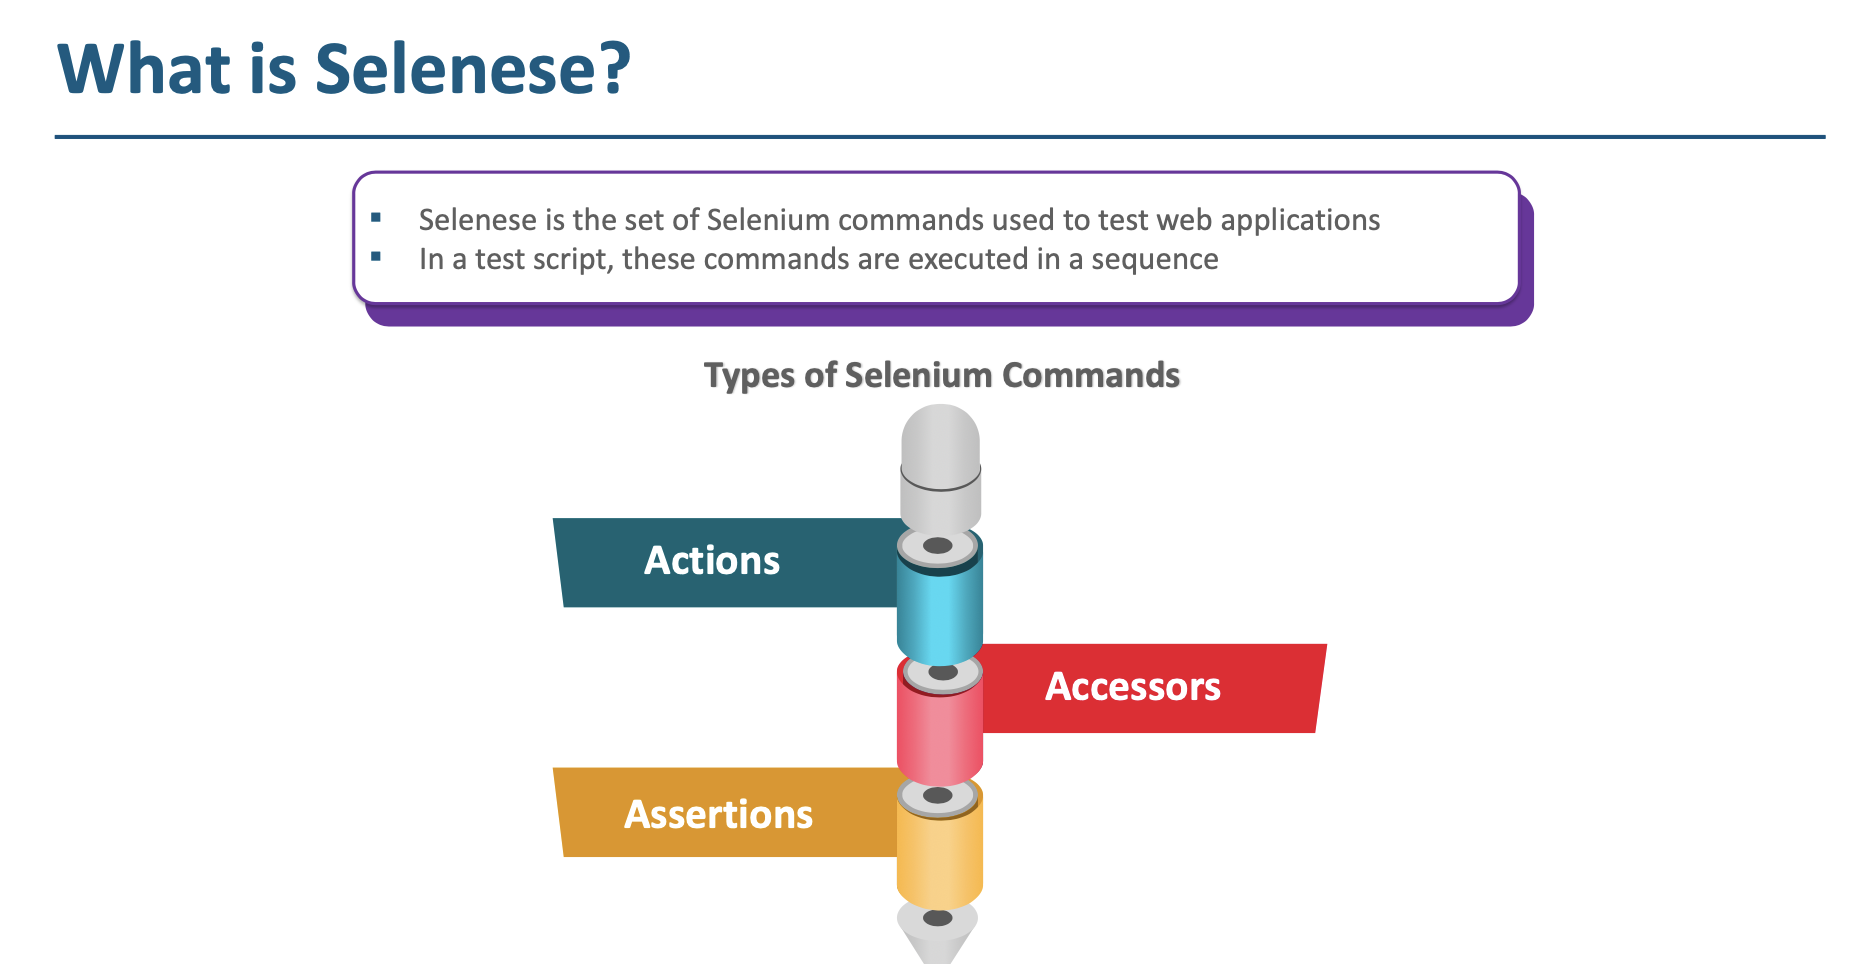 What is Selenese?
▪ Selenese is the set of Selenium commands used to test web applications
▪ In a test script, these commands are executed in a sequence
Types of Selenium Commands
Actions
Accessors
Assertions